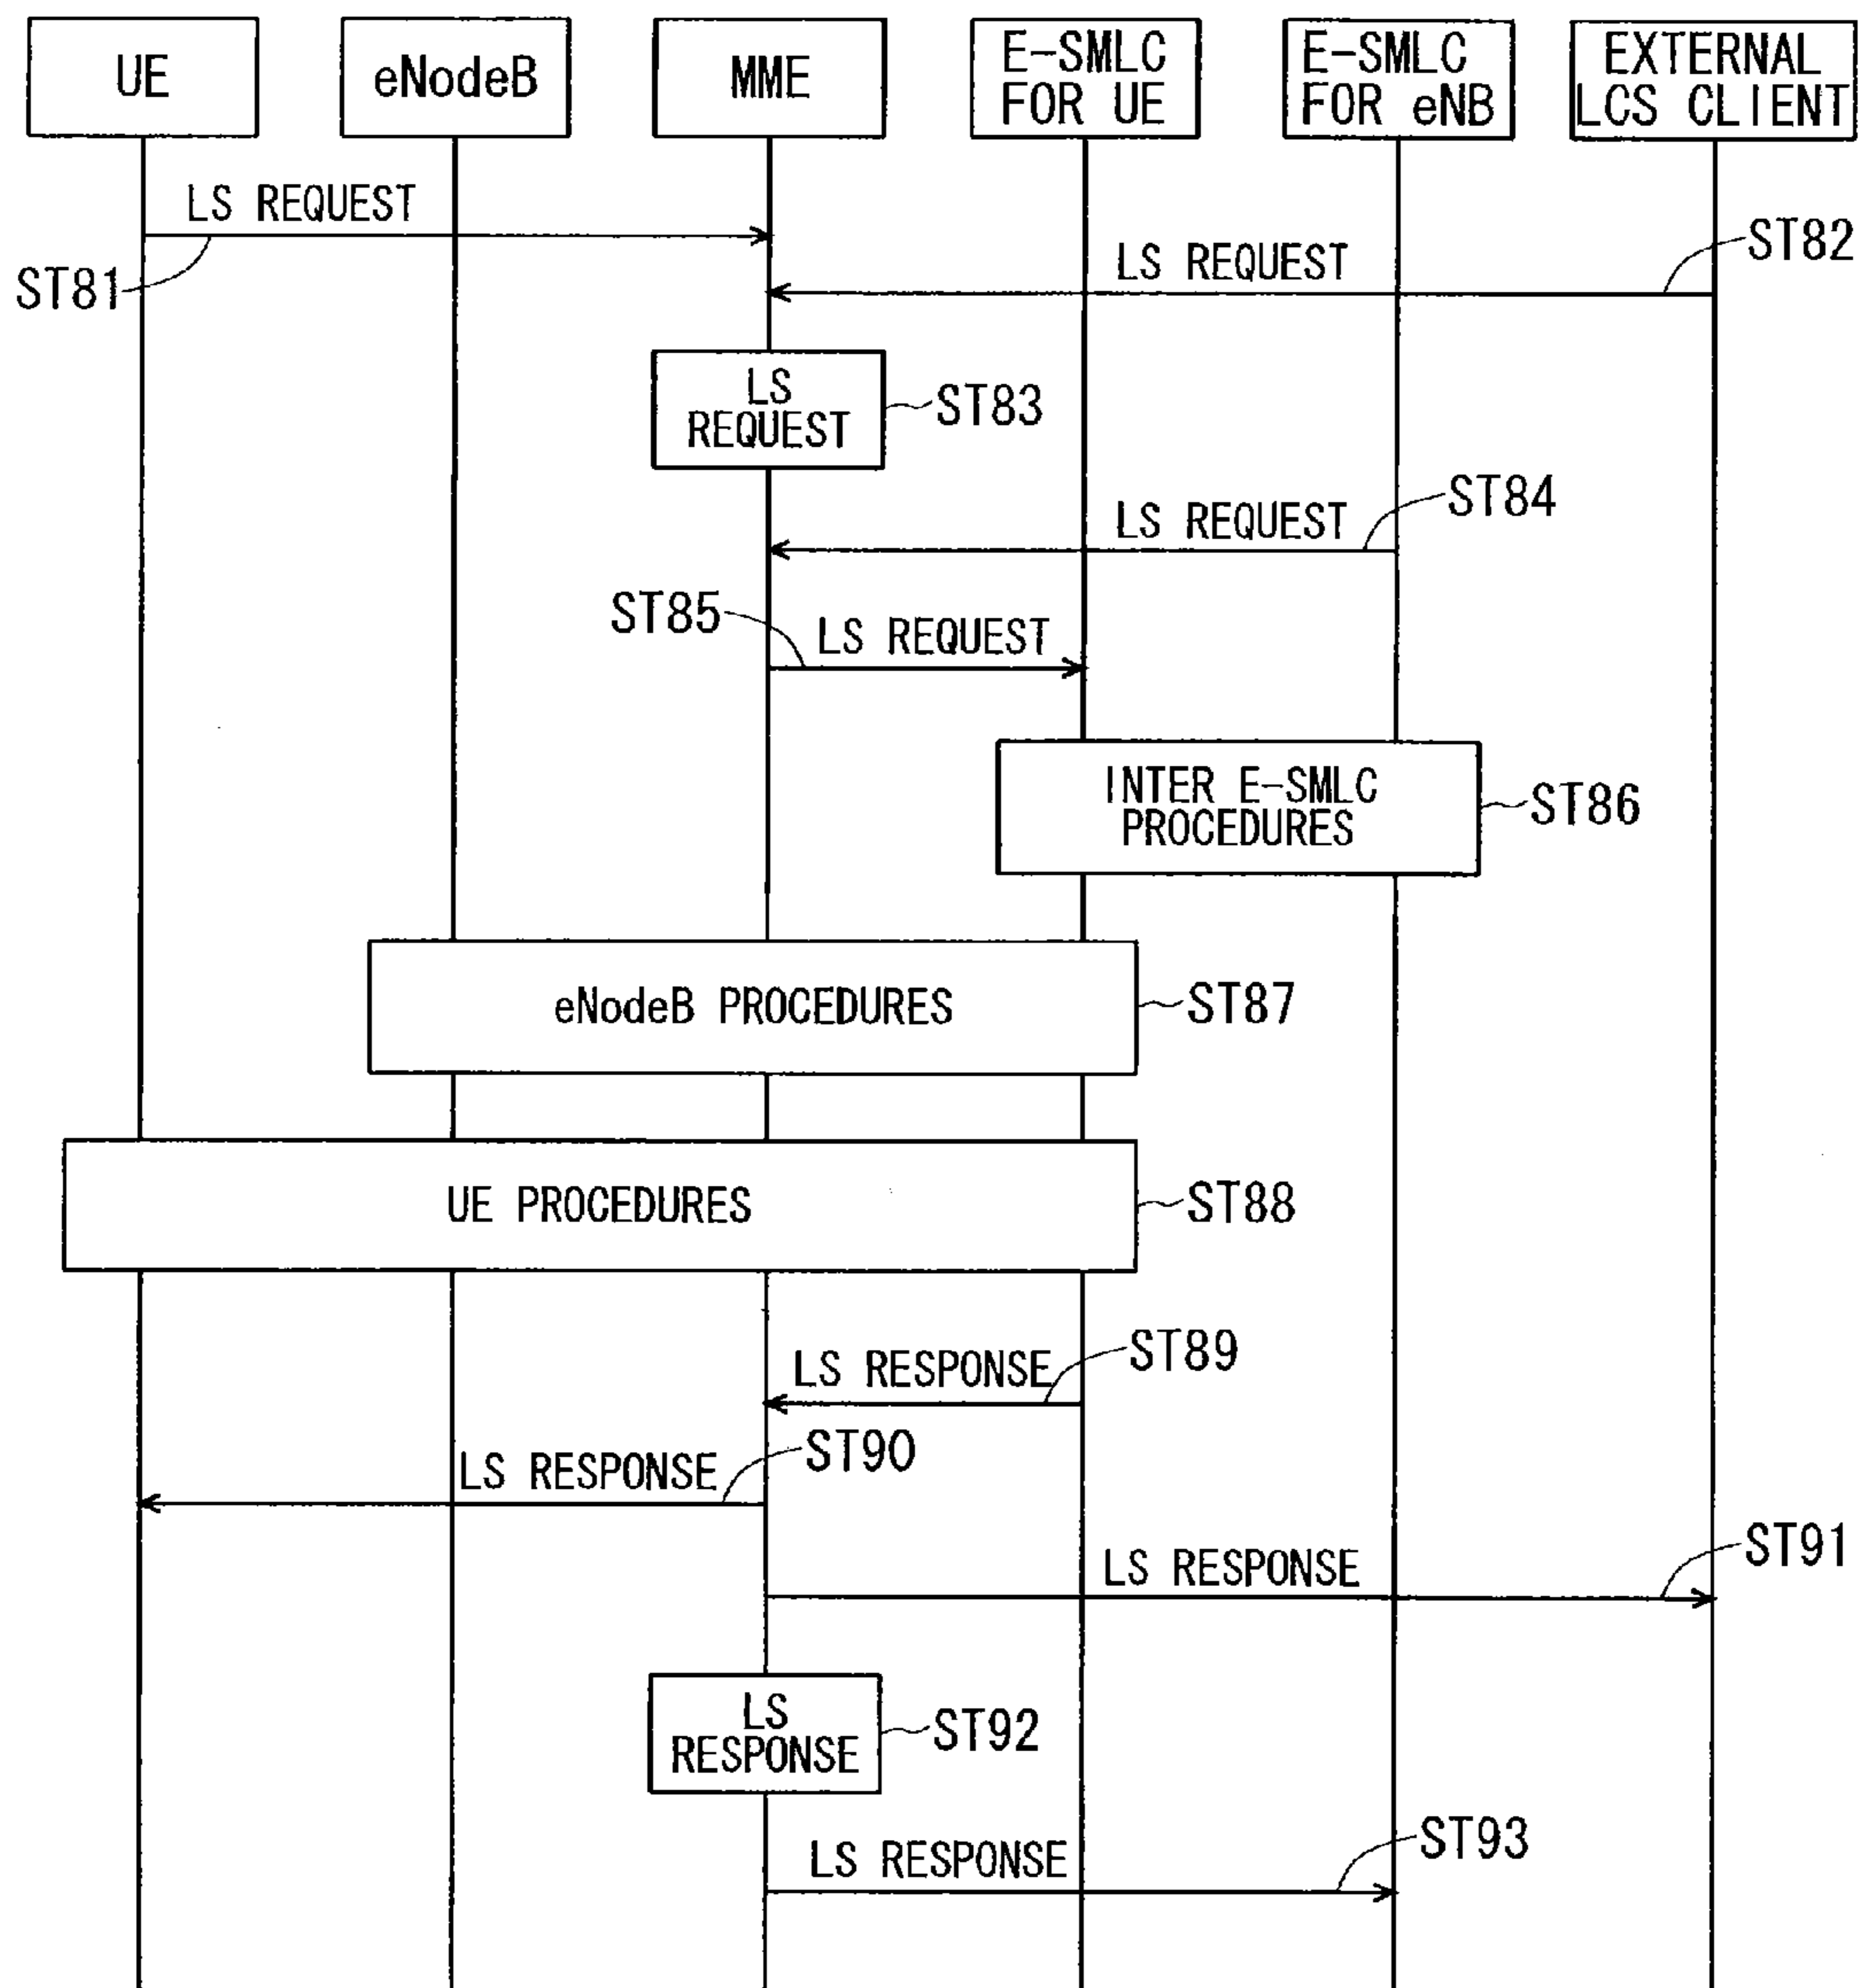 UE
eNodeB
MME
E-SMLC
FOR UE
E-SMLC
FOR eNB
EXTERNAL
LCS CLIENT
LS REQUEST
ST81
LS REQUEST
ST82
LS
REQUEST
ST83
LS REQUEST
ST84
ST85
LS REQUEST
INTER E-SMLC
PROCEDURES
ST86
eNodeB PROCEDURES
ST87
UE PROCEDURES
ST88
LS RESPONSE
ST89
LS RESPONSE
ST90
LS RESPONSE
ST91
LS
RESPONSE
ST92
LS RESPONSE
ST93